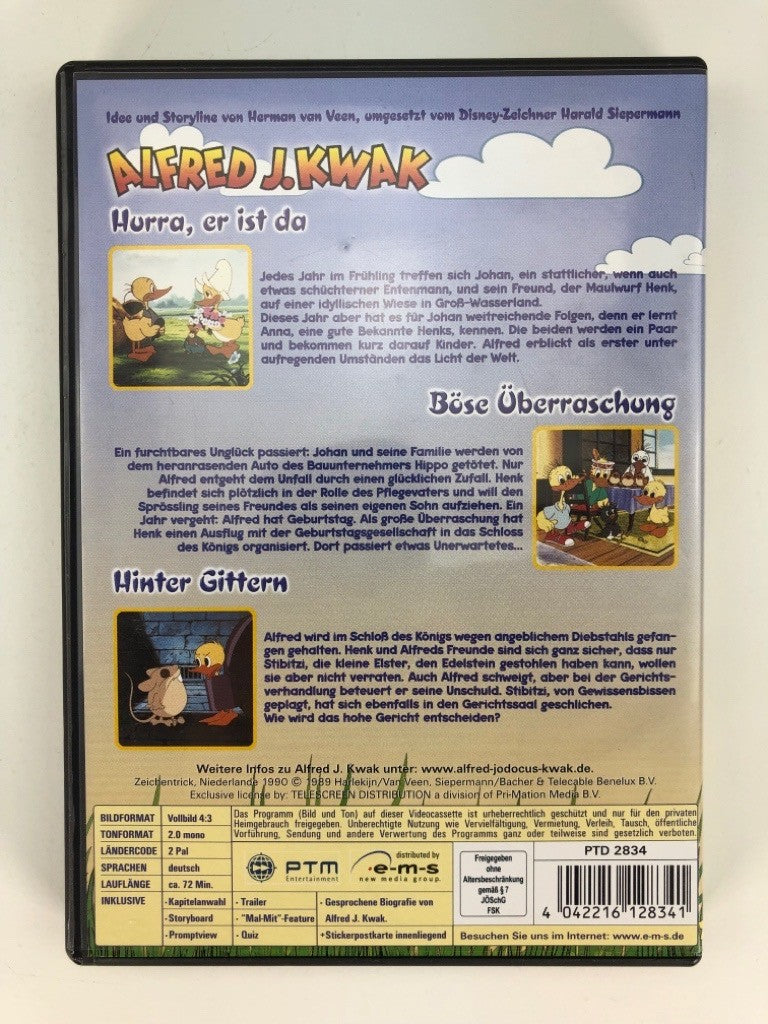 Idee und Storyline von Herman van Veen, umgesetzt vom Disney-Zeichner Harald Siepermann
ALFRED J. KWAK
Hurra, er ist da
Jedes Jahr im Frühling treffen sich Johan, ein stattlicher, wenn auch
etwas schüchterner Entenmann, und sein Freund, der Maulwurf Henk,
auf einer idyllischen Wiese in Groß-Wasserland.
Dieses Jahr aber hat es für Johan weitreichende Folgen, denn er lernt
Anna, eine gute Bekannte Henks, kennen. Die beiden werden ein Paar
und bekommen kurz darauf Kinder. Alfred erblickt als erster unter
aufregenden Umständen das Licht der Welt.
Böse Überraschung
Ein furchtbares Unglück passiert: Johan und seine Familie werden von
dem heranrasenden Auto des Bauunternehmers Hippo getötet. Nur
Alfred entgeht dem Unfall durch einen glücklichen Zufall. Henk
befindet sich plötzlich in der Rolle des Pflegevaters und will den
Sprössling seines Freundes als seinen eigenen Sohn aufziehen. Ein
Jahr vergeht: Alfred hat Geburtstag. Als große Überraschung hat
Henk einen Ausflug mit der Geburtstagsgesellschaft in das Schloss
des Königs organisiert. Dort passiert etwas Unerwartetes...
Hinter Gittern
Alfred wird im Schloß des Königs wegen angeblichem Diebstahls gefan-
gen gehalten. Henk und Alfreds Freunde sind sich ganz sicher, dass nur
Stibitzi, die kleine Elster, den Edelstein gestohlen haben kann, wollen
sie aber nicht verraten. Auch Alfred schweigt, aber bei der Gerichts-
verhandlung beteuert er seine Unschuld. Stibitzi, von Gewissensbissen
geplagt, hat sich ebenfalls in den Gerichtssaal geschlichen.
Wie wird das hohe Gericht entscheiden?
Weitere Infos zu Alfred J. Kwak unter: www.alfred-jodocus-kwak.de.
Zeichentrick, Niederlande 1990 © 1989 Harlekijn/Van Veen, Siepermann/Bacher & Telecable Benelux B.V.
Exclusive license by: TELESCREEN DISTRIBUTION a division of Pri-Mation Media B.V.
BILDFORMAT Vollbild 4:3
TONFORMAT 2.0 mono
LÄNDERCODE 2 Pal
SPRACHEN deutsch
LAUFLÄNGE ca. 72 Min.
INKLUSIVE · Kapitelanwahl · Trailer · Gesprochene Biografie von
· Storyboard · "Mal-Mit"-Feature Alfred J. Kwak.
· Promptview · Quiz +Stickerpostkarte innenliegend
Das Programm (Bild und Ton) auf dieser Videocassette ist urheberrechtlich geschützt und nur für den privaten
Heimgebrauch freigegeben. Unberechtigte Nutzung wie Vervielfältigung, Vermietung, Verleih, Tausch, öffentliche
Vorführung, Sendung und andere Verwertung des Programms ganz oder teilweise sind gesetzlich verboten.
PTM
Entertainment
distributed by
e-m-s
new media group.
Freigegeben
ohne
Altersbeschränkung
gemäß § 7
JÖSchG
FSK
PTD 2834
4 042216 128341
Besuchen Sie uns im Internet: www.e-m-s.de